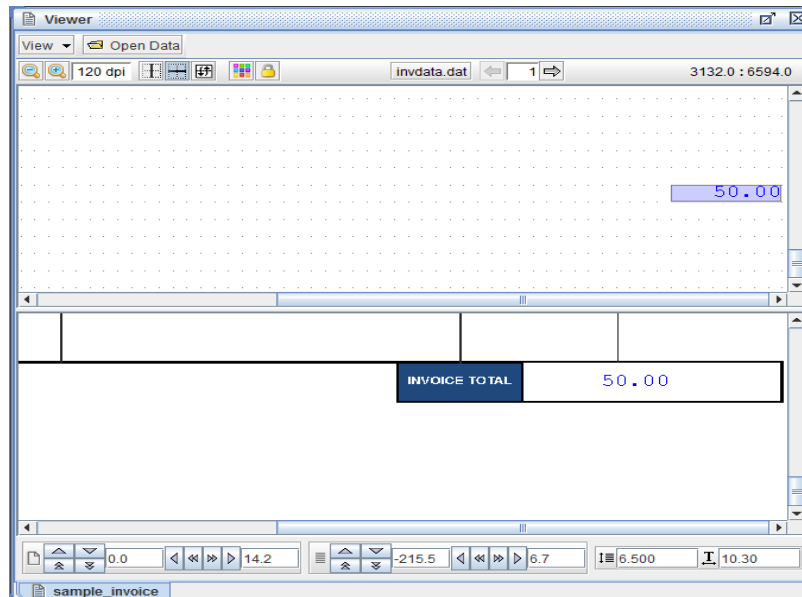 Viewer
View Open Data
120 dpi invdata.dat 1 3132.0 : 6594.0
50.00
INVOICE TOTAL 50.00
0.0 14.2 -215.5 6.7 6.500 T 10.30
sample_invoice